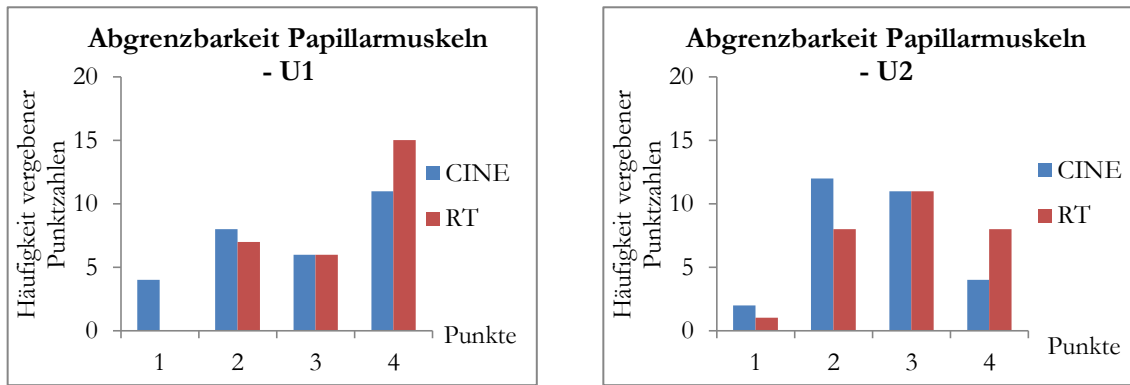 Abgrenzbarkeit Papillarmuskeln
- U1
Häufigkeit vergebener
Punktzahlen
20
15
10
5
0
1 2 3 4
Punkte
CINE
RT
Abgrenzbarkeit Papillarmuskeln
- U2
Häufigkeit vergebener
Punktzahlen
20
15
10
5
0
1 2 3 4
Punkte
CINE
RT